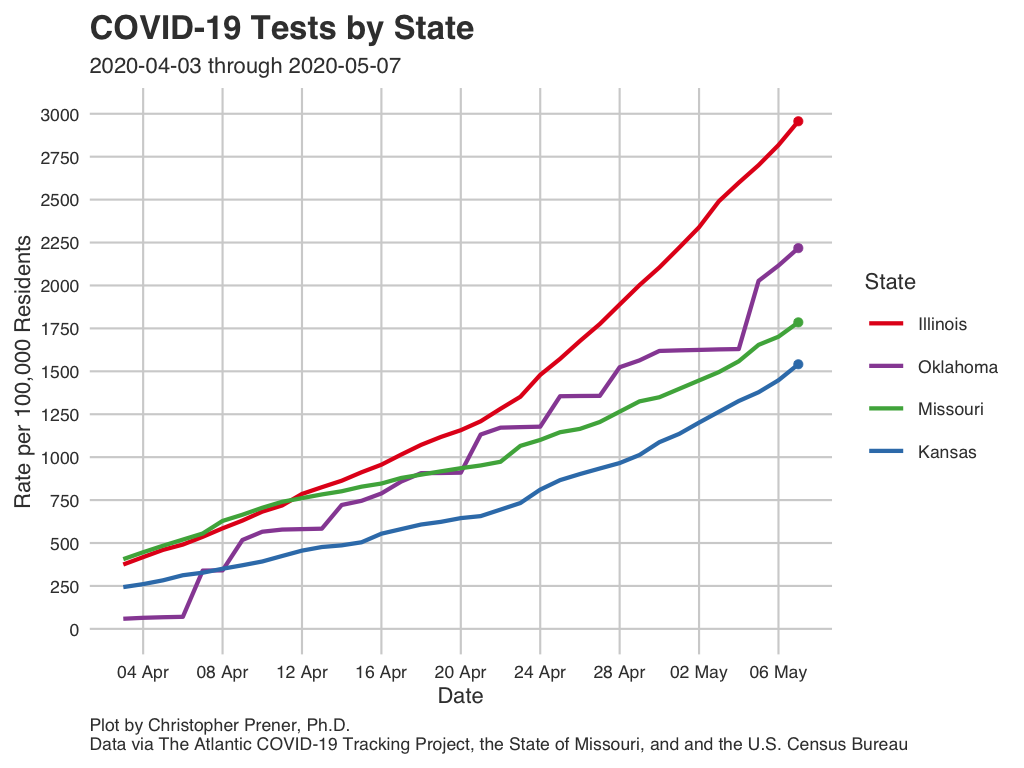 COVID-19 Tests by State
2020-04-03 through 2020-05-07
Rate per 100,000 Residents
3000
2750
2500
2250
2000
1750
1500
1250
1000
750
500
250
0
04 Apr 08 Apr 12 Apr 16 Apr 20 Apr 24 Apr 28 Apr 02 May 06 May
Date
State
Illinois
Oklahoma
Missouri
Kansas
Plot by Christopher Prener, Ph.D.
Data via The Atlantic COVID-19 Tracking Project, the State of Missouri, and and the U.S. Census Bureau